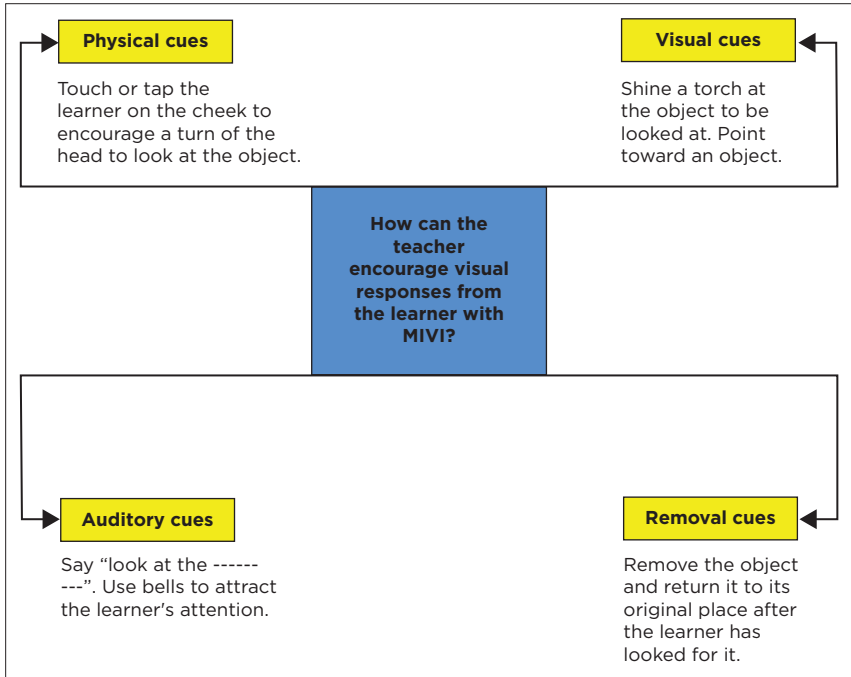 Physical cues
Touch or tap the
learner on the cheek to
encourage a turn of the
head to look at the object.
Visual cues
Shine a torch at
the object to be
looked at. Point
toward an object.
How can the
teacher
encourage visual
responses from
the learner with
MIVI?
Auditory cues
Say “look at the ------
---”. Use bells to attract
the learner's attention.
Removal cues
Remove the object
and return it to its
original place after
the learner has
looked for it.